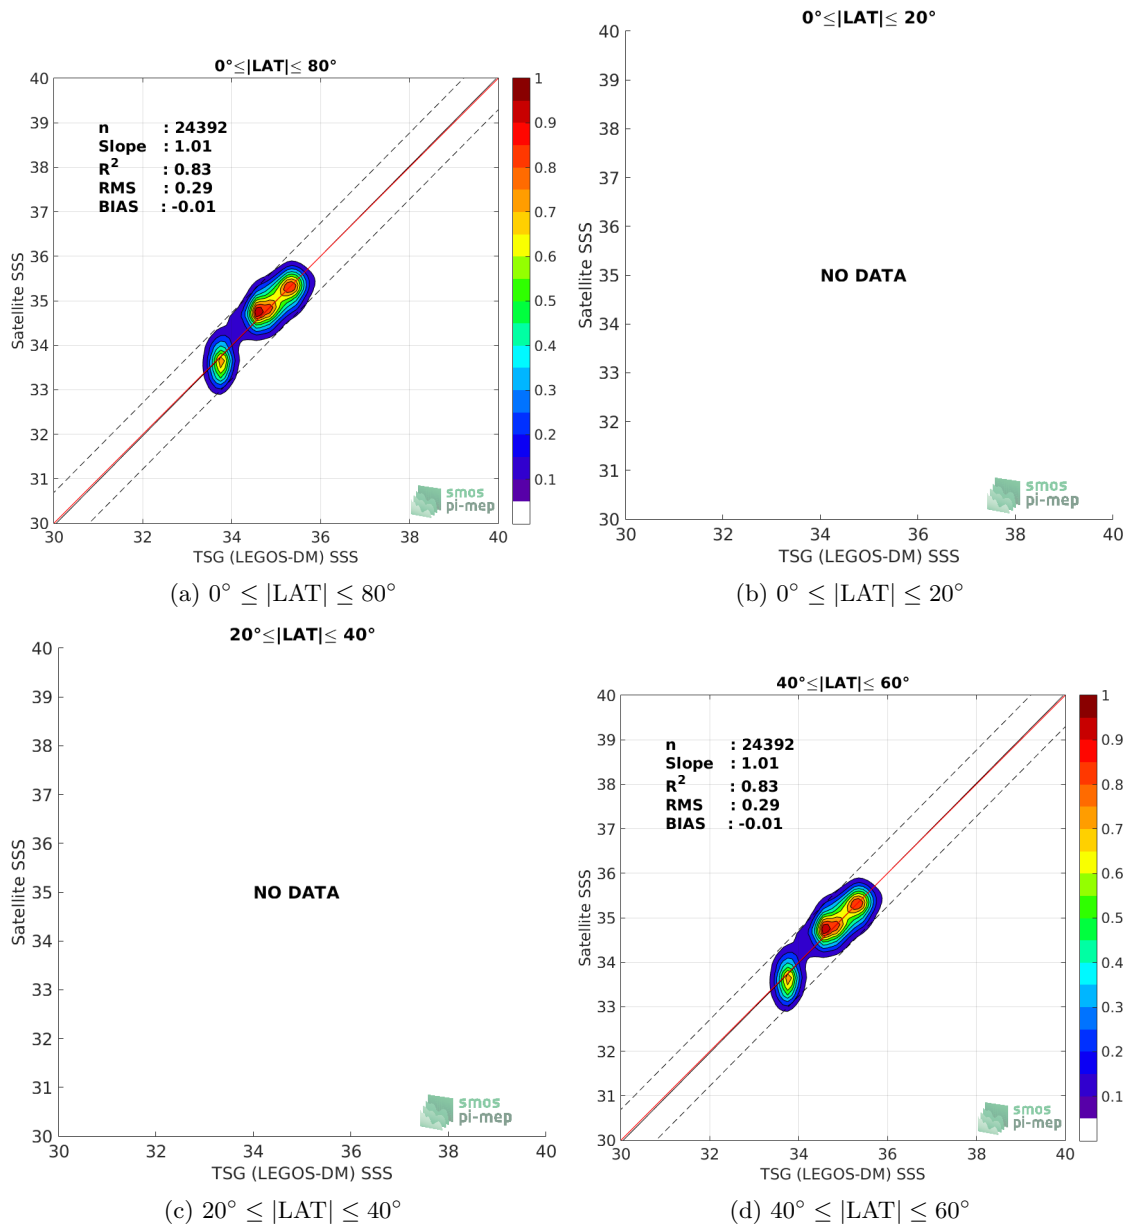 0°≤|LAT|≤ 80°
40
39
38
37
36
35
34
33
32
31
30
Satellite SSS
n : 24392
Slope : 1.01
R2 : 0.83
RMS : 0.29
BIAS : -0.01
1
0.9
0.8
0.7
0.6
0.5
0.4
0.3
0.2
0.1
smos
pi-mep
30 32 34 36 38 40
TSG (LEGOS-DM) SSS
(a) 0° ≤ |LAT| ≤ 80°
0°≤|LAT|≤ 20°
40
39
38
37
36
35
34
33
32
31
30
Satellite SSS
NO DATA
smos
pi-mep
30 32 34 36 38 40
TSG (LEGOS-DM) SSS
(b) 0° ≤ |LAT| ≤ 20°
20°≤|LAT|≤ 40°
40
39
38
37
36
35
34
33
32
31
30
Satellite SSS
NO DATA
smos
pi-mep
30 32 34 36 38 40
TSG (LEGOS-DM) SSS
(c) 20° ≤ |LAT| ≤ 40°
40°≤|LAT|≤ 60°
40
39
38
37
36
35
34
33
32
31
30
Satellite SSS
n : 24392
Slope : 1.01
R2 : 0.83
RMS : 0.29
BIAS : -0.01
1
0.9
0.8
0.7
0.6
0.5
0.4
0.3
0.2
0.1
smos
pi-mep
30 32 34 36 38 40
TSG (LEGOS-DM) SSS
(d) 40° ≤ |LAT| ≤ 60°